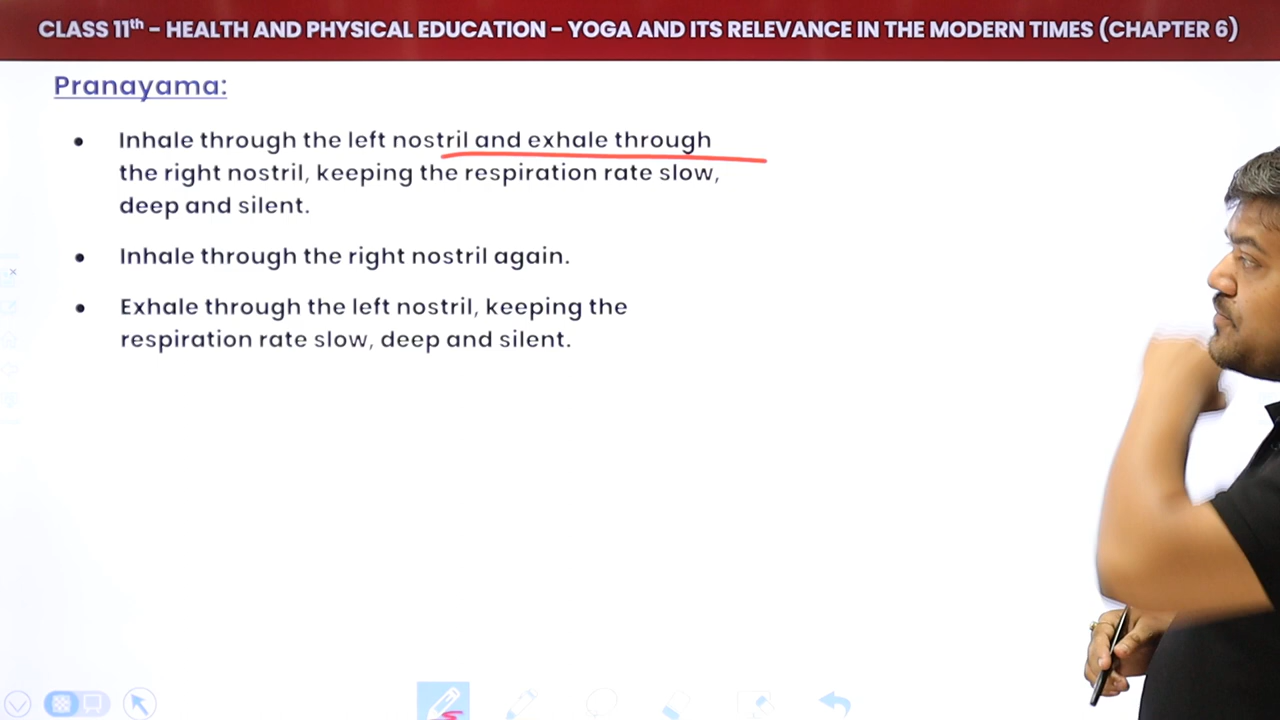 CLASS 11th – HEALTH AND PHYSICAL EDUCATION – YOGA AND ITS RELEVANCE IN THE MODERN TIMES (CHAPTER 6)
Pranayama:
• Inhale through the left nostril and exhale through
the right nostril, keeping the respiration rate slow,
deep and silent.
• Inhale through the right nostril again.
• Exhale through the left nostril, keeping the
respiration rate slow, deep and silent.